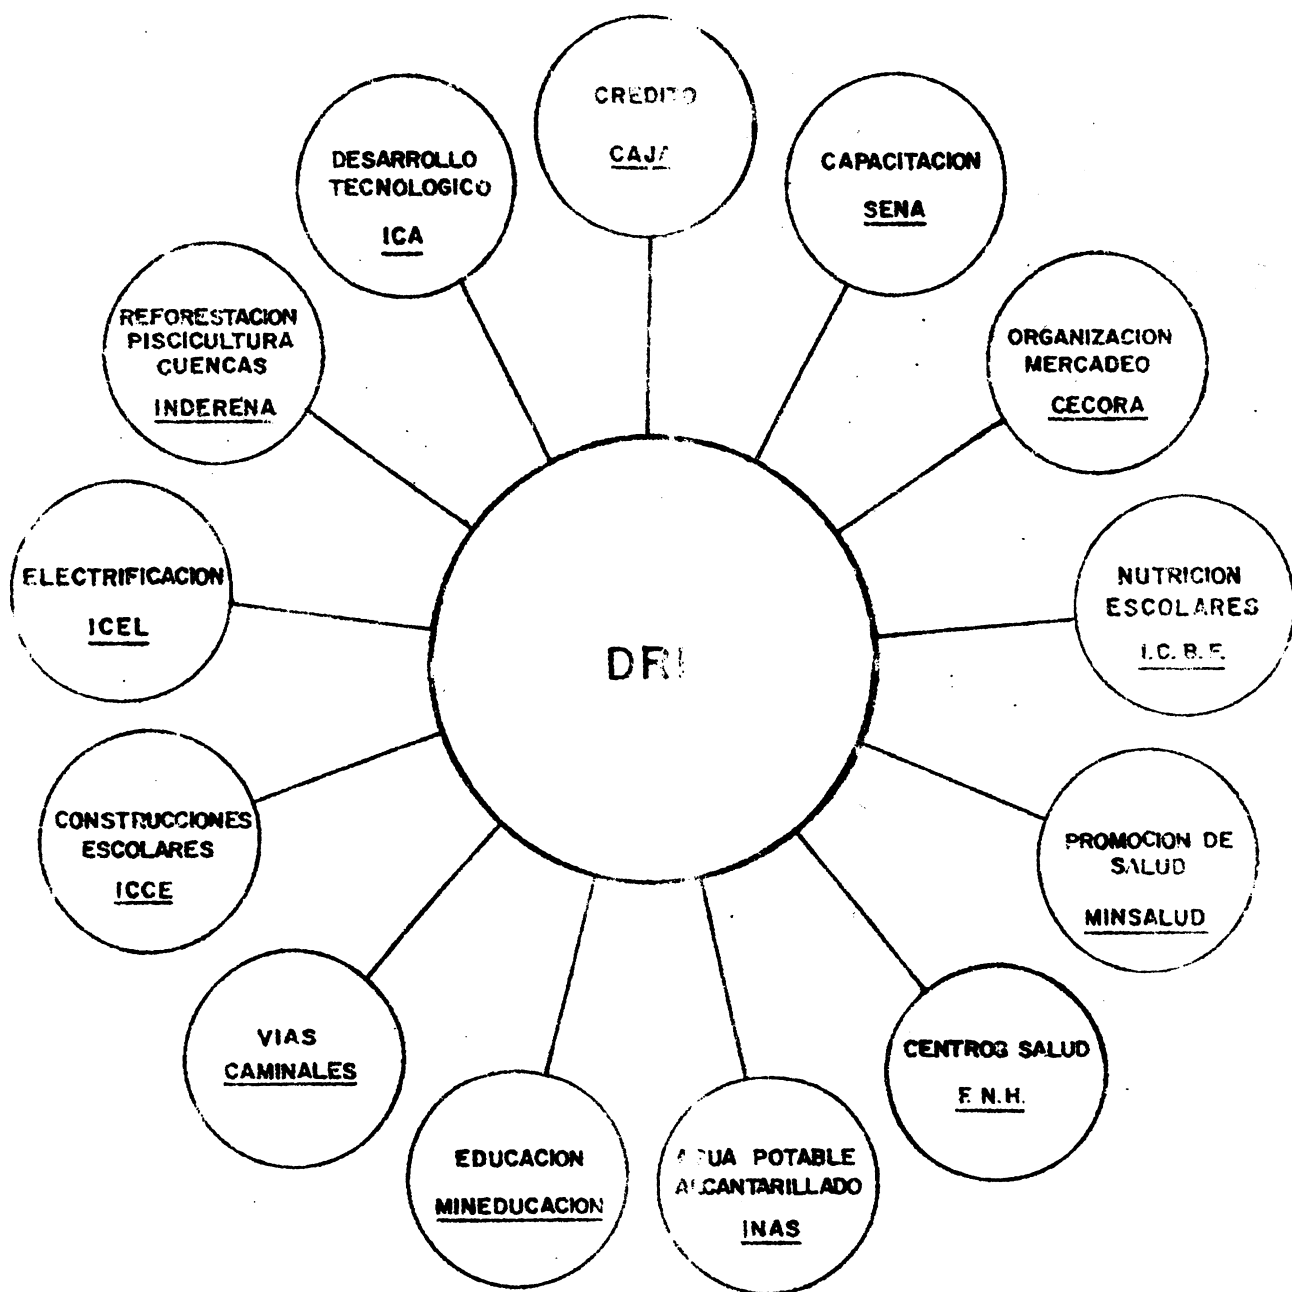 CREDITO
CAJA
CAPACITACION
SENA
ORGANIZACION
MERCADEO
CECORA
NUTRICION
ESCOLARES
I.C.B.F.
PROMOCION DE
SALUD
MINSALUD
CENTROS SALUD
F.N.H.
AGUA POTABLE
ALCANTARILLADO
INAS
EDUCACION
MINEDUCACION
VIAS
CAMINALES
CONSTRUCCIONES
ESCOLARES
ICCE
ELECTRIFICACION
ICEL
REFORESTACION
PISCICULTURA
CUENCAS
INDERENA
DESARROLLO
TECNOLOGICO
ICA
DRI